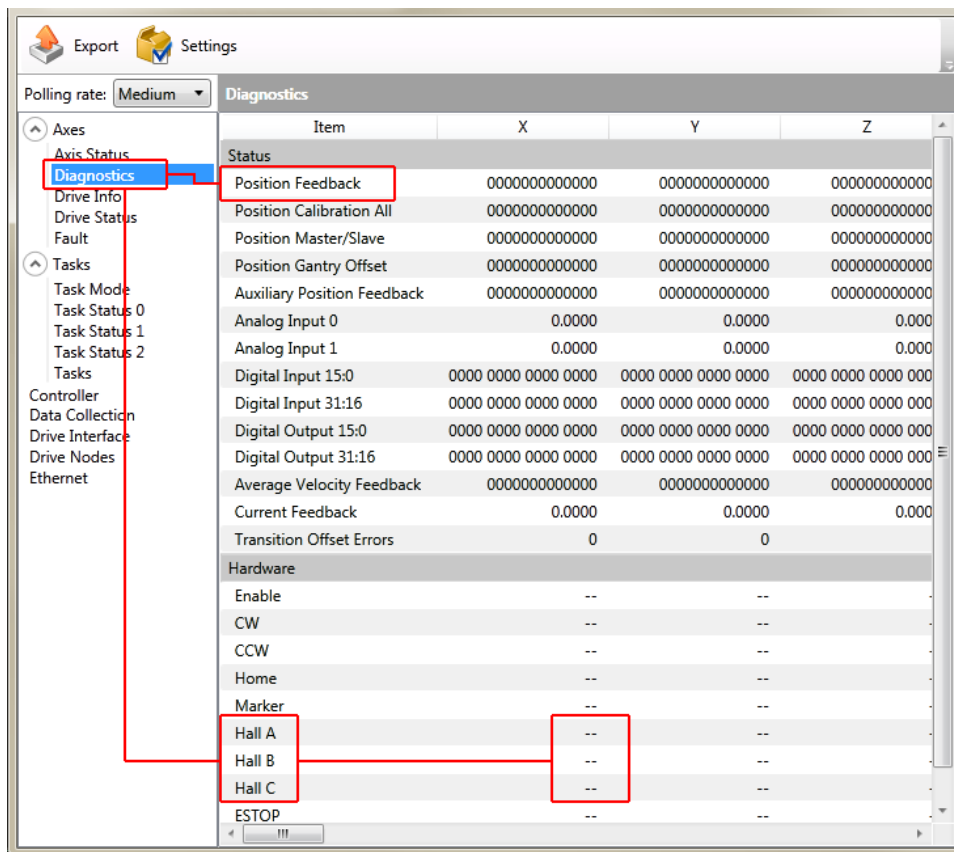 Export Settings
Polling rate: Medium
Diagnostics
Axes
Axis Status
Diagnostics
Drive Info
Drive Status
Fault
Tasks
Task Mode
Task Status 0
Task Status 1
Task Status 2
Tasks
Controller
Data Collection
Drive Interface
Drive Nodes
Ethernet
Item X Y Z
Status
Position Feedback 0000000000000 0000000000000 000000000000
Position Calibration All 0000000000000 0000000000000 000000000000
Position Master/Slave 0000000000000 0000000000000 000000000000
Position Gantry Offset 0000000000000 0000000000000 000000000000
Auxiliary Position Feedback 0000000000000 0000000000000 000000000000
Analog Input 0 0.0000 0.0000 0.000
Analog Input 1 0.0000 0.0000 0.000
Digital Input 15:0 0000 0000 0000 0000 0000 0000 0000 0000 0000 0000 0000 000
Digital Input 31:16 0000 0000 0000 0000 0000 0000 0000 0000 0000 0000 0000 000
Digital Output 15:0 0000 0000 0000 0000 0000 0000 0000 0000 0000 0000 0000 000
Digital Output 31:16 0000 0000 0000 0000 0000 0000 0000 0000 0000 0000 0000 000
Average Velocity Feedback 0000000000000 0000000000000 000000000000
Current Feedback 0.0000 0.0000 0.000
Transition Offset Errors 0 0
Hardware
Enable -- -- -
CW -- -- -
CCW -- -- -
Home -- -- -
Marker -- -- -
Hall A -- -- -
Hall B -- -- -
Hall C -- -- -
ESTOP -- -- -